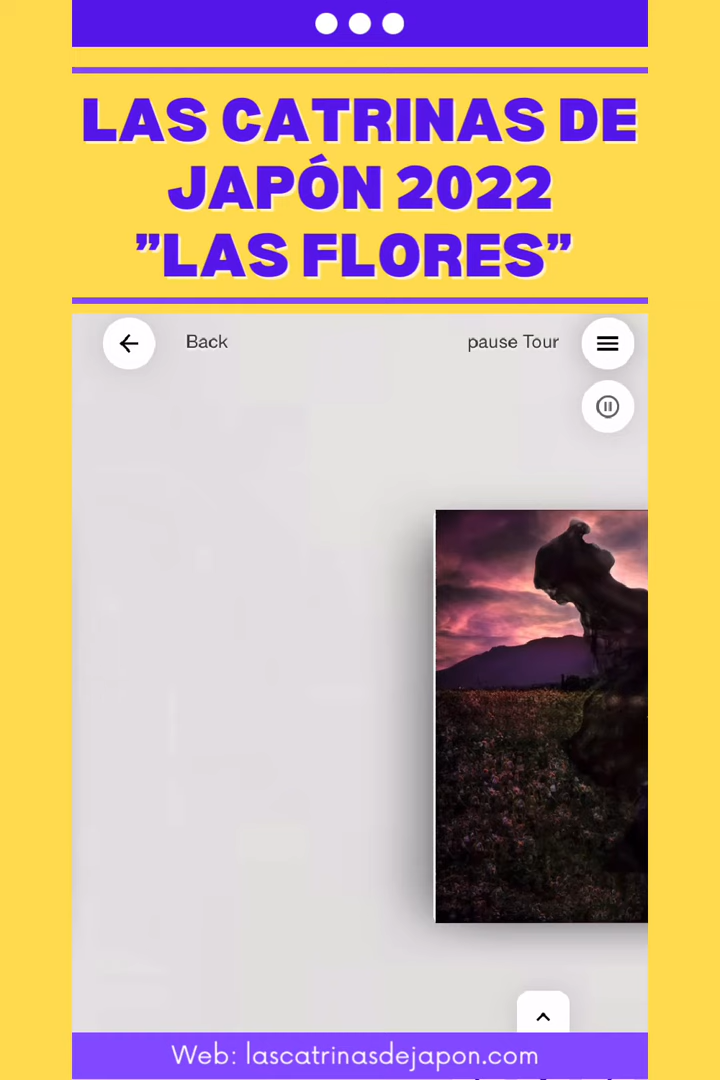 LAS CATRINAS DE
JAPÓN 2022
”LAS FLORES”
Back
pause Tour
Web: lascatrinasdejapon.com